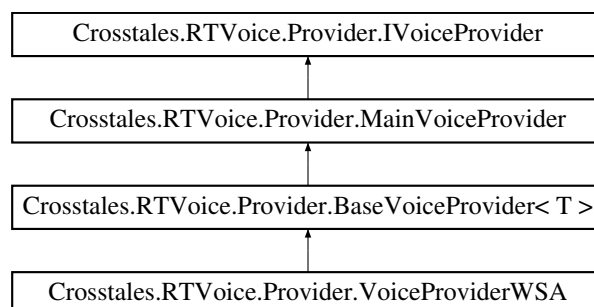 Crosstales.RTVoice.Provider.IVoiceProvider
Crosstales.RTVoice.Provider.MainVoiceProvider
Crosstales.RTVoice.Provider.BaseVoiceProvider< T >
Crosstales.RTVoice.Provider.VoiceProviderWSA